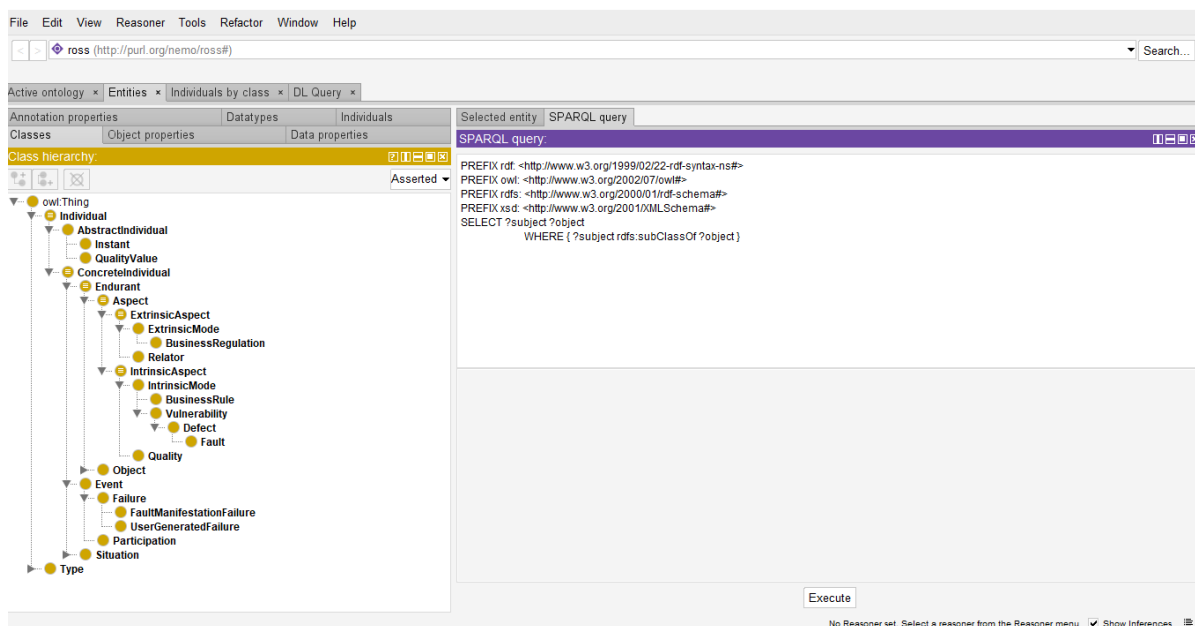 File Edit View Reasoner Tools Refactor Window Help
< > ross (http://purl.org/nemo/ross#) Search...
Active ontology × Entities × Individuals by class × DL Query ×
Annotation properties Datatypes Individuals
Classes Object properties Data properties
Class hierarchy:
Asserted
owl:Thing
Individual
AbstractIndividual
Instant
QualityValue
ConcreteIndividual
Endurant
Aspect
ExtrinsicAspect
ExtrinsicMode
BusinessRegulation
Relator
IntrinsicAspect
IntrinsicMode
BusinessRule
Vulnerability
Defect
Fault
Quality
Object
Event
Failure
FaultManifestationFailure
UserGeneratedFailure
Participation
Situation
Type
Selected entity SPARQL query
SPARQL query:
PREFIX rdf: <http://www.w3.org/1999/02/22-rdf-syntax-ns#>
PREFIX owl: <http://www.w3.org/2002/07/owl#>
PREFIX rdfs: <http://www.w3.org/2000/01/rdf-schema#>
PREFIX xsd: <http://www.w3.org/2001/XMLSchema#>
SELECT ?subject ?object
WHERE { ?subject rdfs:subClassOf ?object }
Execute
No Reasoner set. Select a reasoner from the Reasoner menu Show Inferences